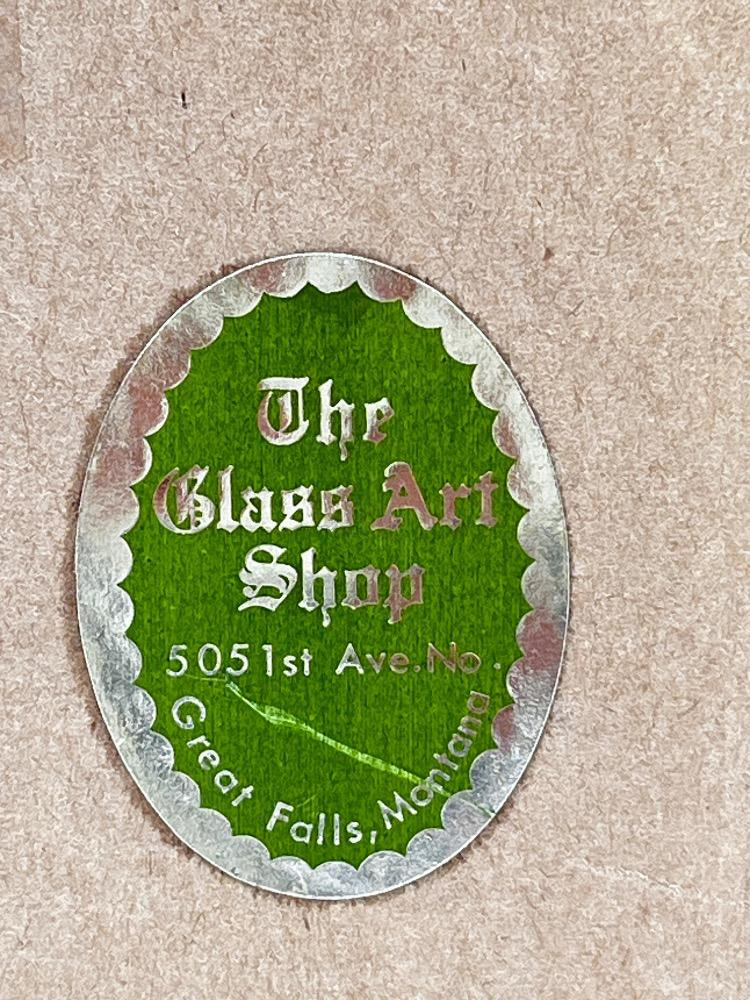 The
Glass Art
Shop
5051st Ave.No.
Great Falls, Montana